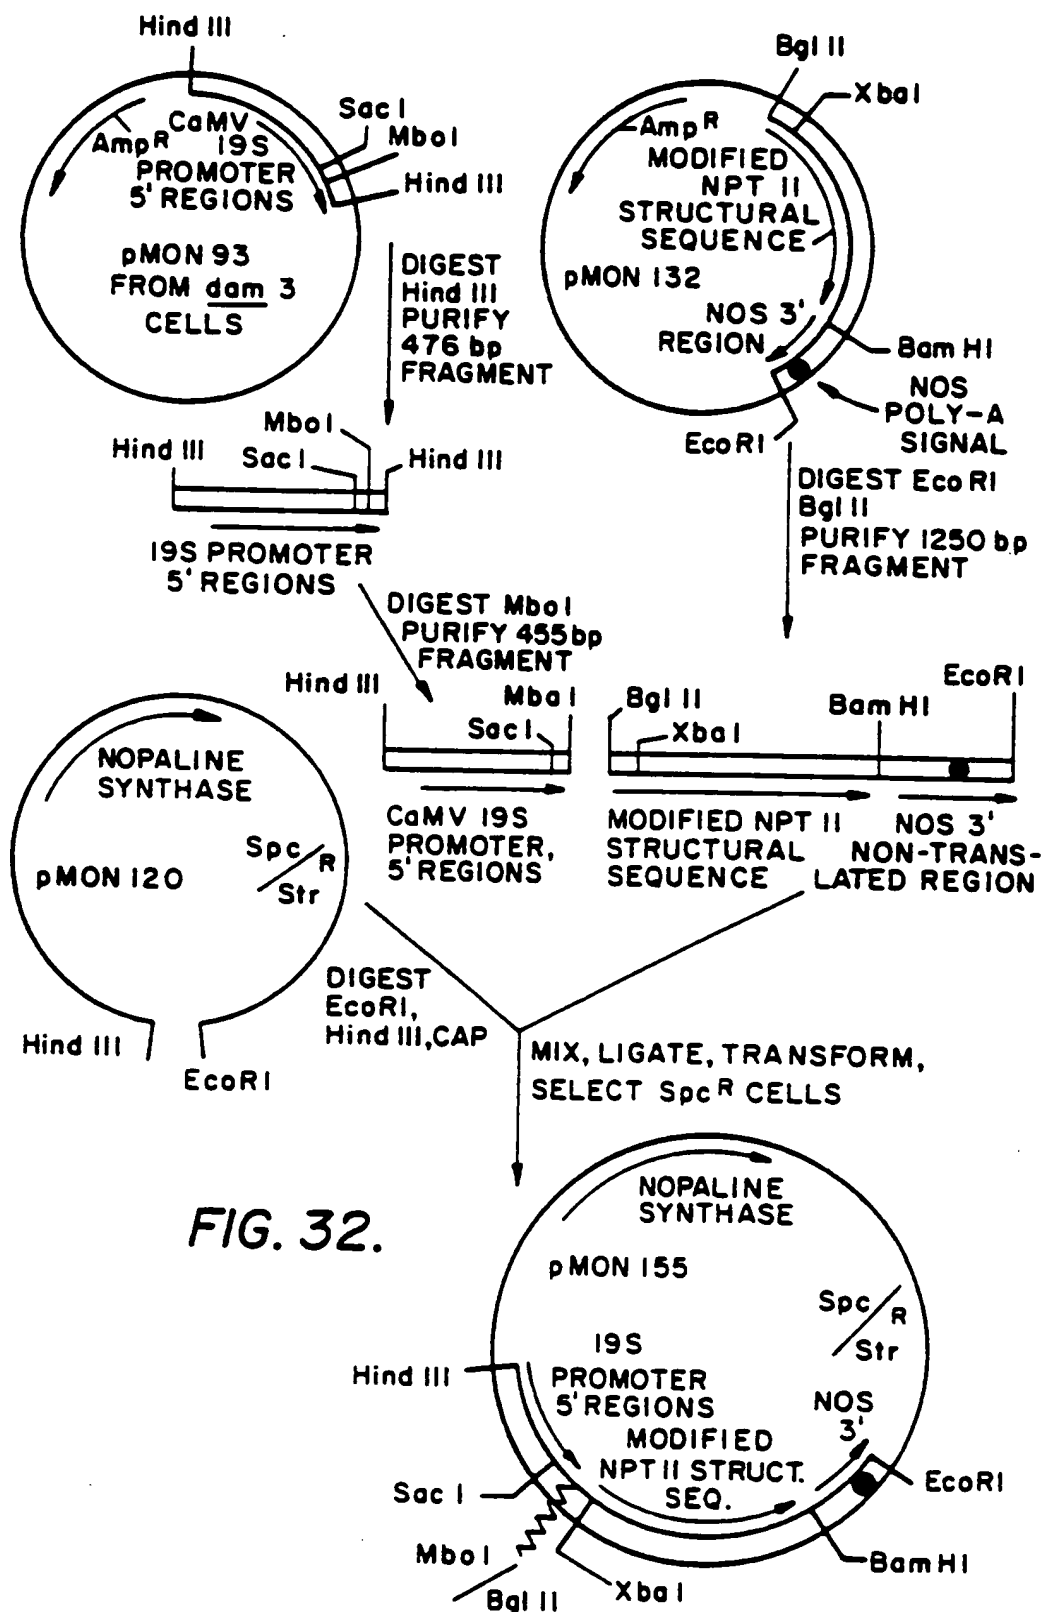 Hind III
Sac I
Mbo I
Hind III
Amp R
CaMV
19S
PROMOTER
5' REGIONS
pMON 93
FROM dam 3
CELLS
DIGEST
Hind III
PURIFY
476 bp
FRAGMENT
Bgl II
Xba I
Amp R
MODIFIED
NPT II
STRUCTURAL
SEQUENCE
pMON 132
NOS 3'
REGION
Bam HI
NOS
POLY-A
SIGNAL
EcoRI
DIGEST Eco RI
Bgl II
PURIFY 1250 bp
FRAGMENT
Hind III
Mbo I
Sac I
Hind III
19S PROMOTER
5' REGIONS
DIGEST Mbo I
PURIFY 455bp
FRAGMENT
Hind III
Mba I
Sac I
Bgl II
Xba I
Bam HI
EcoRI
CaMV 19S
PROMOTER,
5' REGIONS
MODIFIED NPT II
STRUCTURAL
SEQUENCE
NOS 3'
NON-TRANS-
LATED REGION
NOPALINE
SYNTHASE
pMON 120
Spc R
Str
Hind III
EcoRI
DIGEST
EcoRI,
Hind III, CAP
MIX, LIGATE, TRANSFORM,
SELECT Spc R CELLS
FIG. 32.
NOPALINE
SYNTHASE
pMON 155
Spc R
Str
Hind III
19S
PROMOTER
5' REGIONS
MODIFIED
NPT II STRUCT.
SEQ.
NOS
3'
EcoRI
Sac I
Mbo I
Bgl II
Xba I
Bam HI